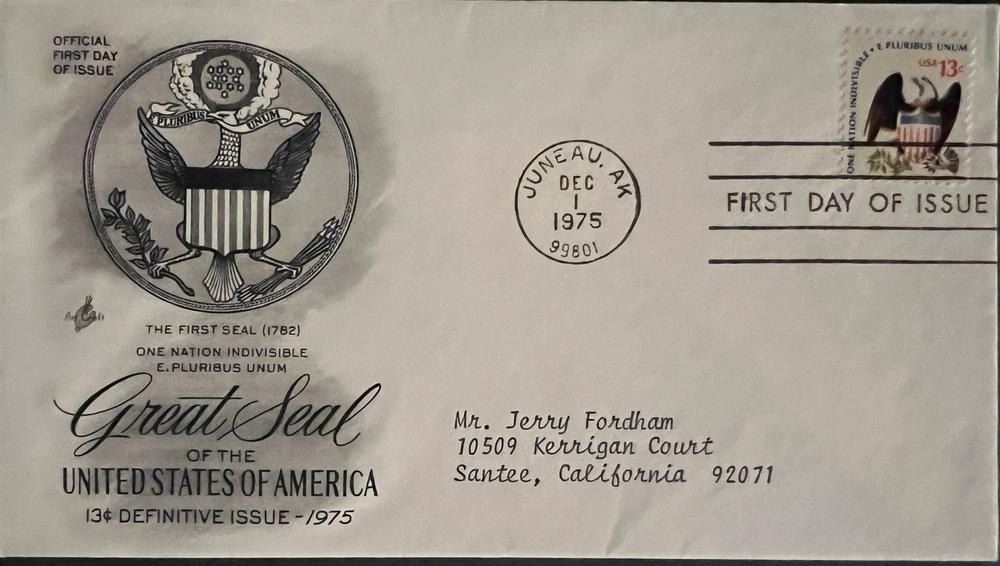 OFFICIAL
FIRST DAY
OF ISSUE
PLURIBUS UNUM
THE FIRST SEAL (1782)
ONE NATION INDIVISIBLE
E. PLURIBUS UNUM
Great Seal
OF THE
UNITED STATES OF AMERICA
13¢ DEFINITIVE ISSUE - 1975
JUNEAU, AK
DEC
1
1975
99801
ONE NATION INDIVISIBLE • E PLURIBUS UNUM
USA 13c
FIRST DAY OF ISSUE
Mr. Jerry Fordham
10509 Kerrigan Court
Santee, California 92071